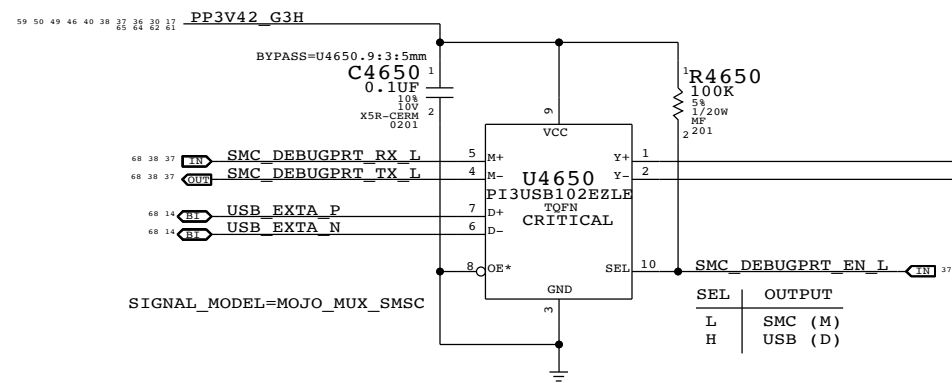 59 50 49 46 40 38 37 36 30 17
65 64 62 61
PP3V42_G3H
BYPASS=U4650.9:3:5mm
C4650
0.1UF
10%
10V
X5R-CERM
0201
1
2
1
R4650
100K
5%
1/20W
MF
201
2
9
VCC
68 38 37 IN SMC_DEBUGPRT_RX_L 5 M+
68 38 37 OUT SMC_DEBUGPRT_TX_L 4 M-
Y+ 1
Y- 2
U4650
PI3USB102EZLE
TQFN
CRITICAL
68 14 BI USB_EXTA_P 7 D+
68 14 BI USB_EXTA_N 6 D-
8 OE*
SEL 10 SMC_DEBUGPRT_EN_L IN 37
GND
3
SIGNAL_MODEL=MOJO_MUX_SMSC
SEL OUTPUT
L SMC (M)
H USB (D)